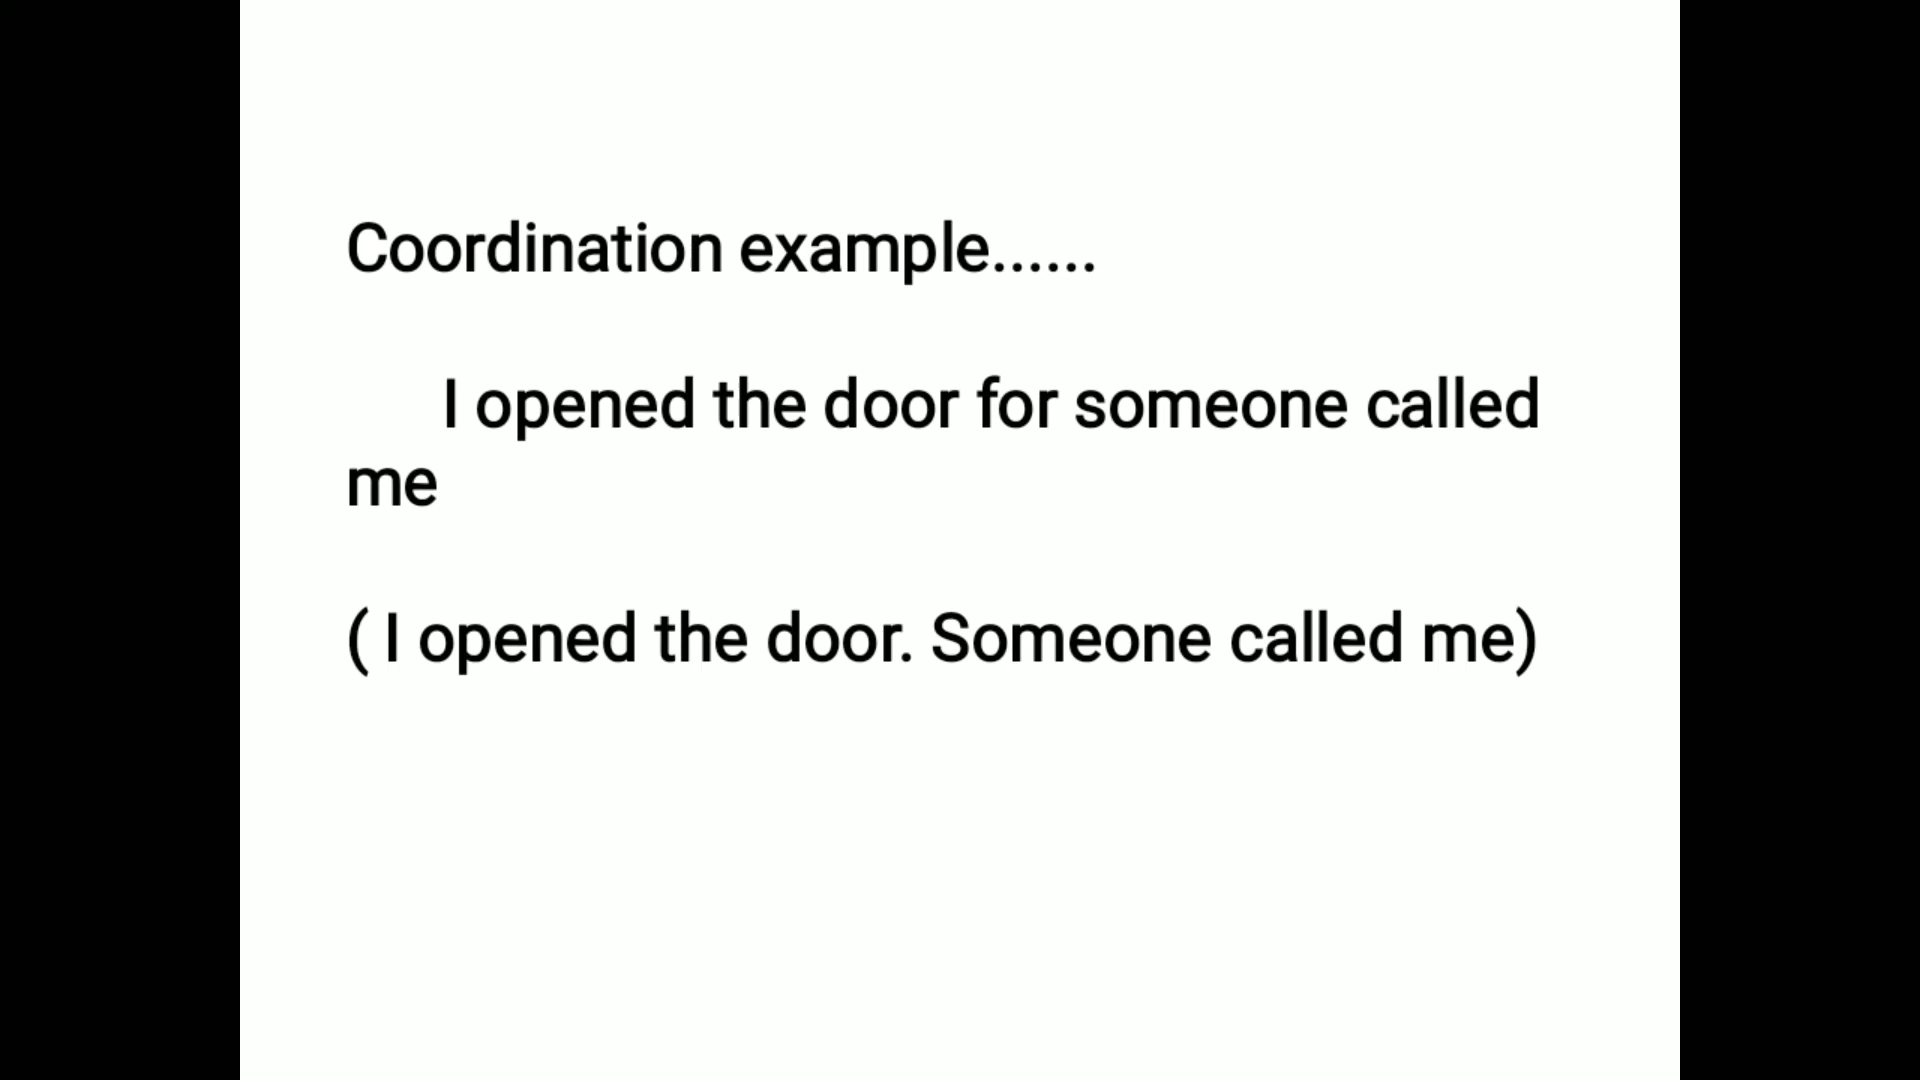 Coordination example......
I opened the door for someone called
me
( I opened the door. Someone called me)